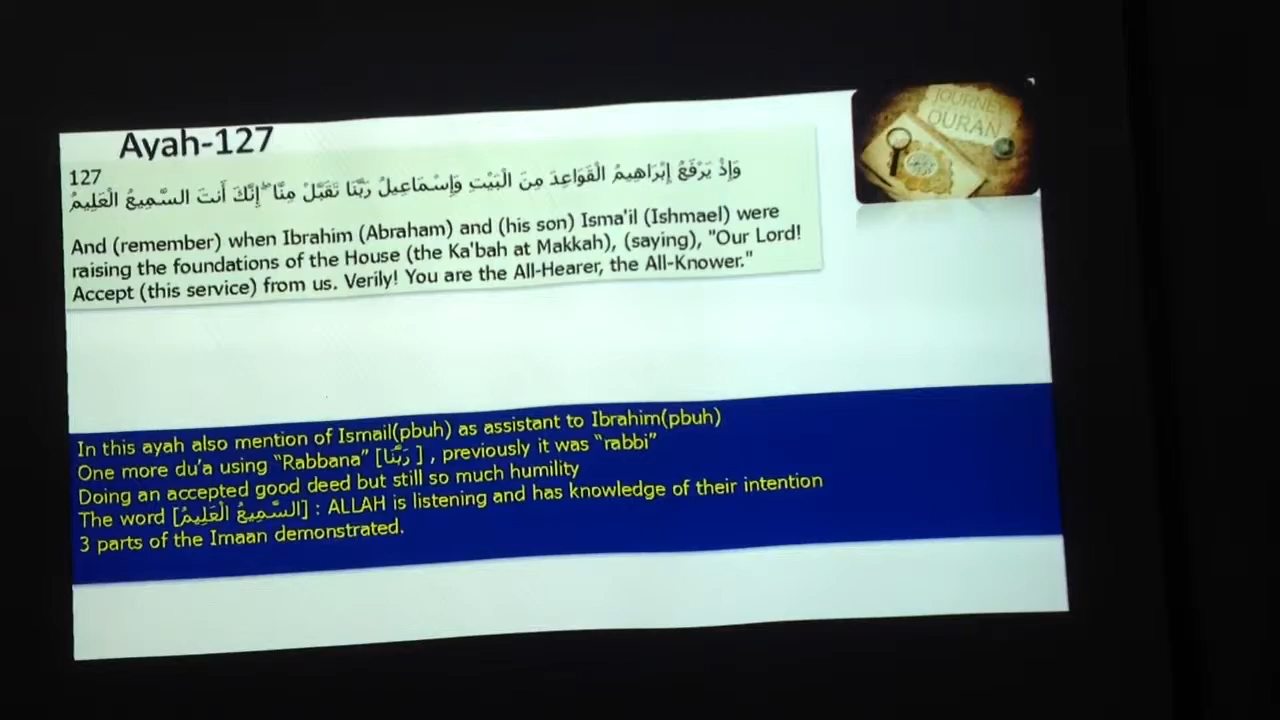 Ayah-127
JOURNEY
QURAN
127
وَإِذْ يَرْفَعُ إِبْرَاهِيمُ الْقَوَاعِدَ مِنَ الْبَيْتِ وَإِسْمَاعِيلُ رَبَّنَا تَقَبَّلْ مِنَّا ۖ إِنَّكَ أَنتَ السَّمِيعُ الْعَلِيمُ
And (remember) when Ibrahim (Abraham) and (his son) Isma'il (Ishmael) were
raising the foundations of the House (the Ka'bah at Makkah), (saying), "Our Lord!
Accept (this service) from us. Verily! You are the All-Hearer, the All-Knower."
In this ayah also mention of Ismail(pbuh) as assistant to Ibrahim(pbuh)
One more du'a using "Rabbana" [رَبَّنَا ] , previously it was "rabbi"
Doing an accepted good deed but still so much humility
The word [السَّمِيعُ الْعَلِيمُ] : ALLAH is listening and has knowledge of their intention
3 parts of the Imaan demonstrated.